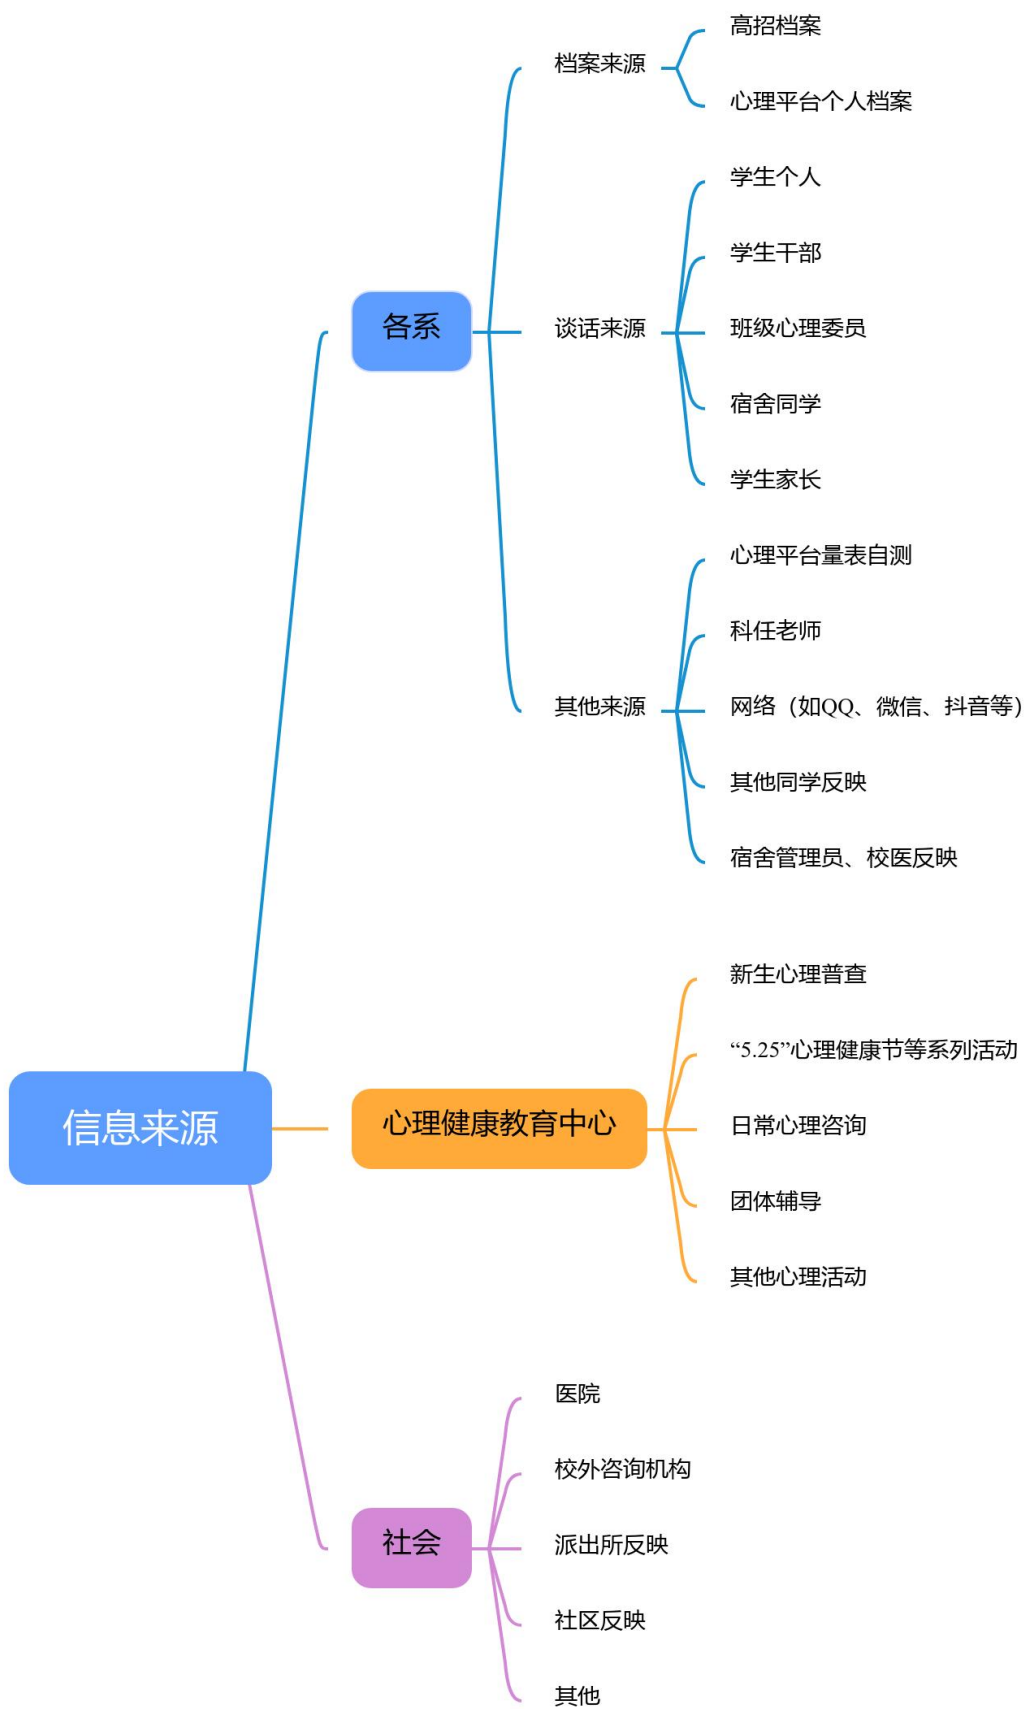 信息来源
各系
档案来源
高招档案
心理平台个人档案
谈话来源
学生个人
学生干部
班级心理委员
宿舍同学
学生家长
其他来源
心理平台量表自测
科任老师
网络（如QQ、微信、抖音等）
其他同学反映
宿舍管理员、校医反映
心理健康教育中心
新生心理普查
“5.25”心理健康节等系列活动
日常心理咨询
团体辅导
其他心理活动
社会
医院
校外咨询机构
派出所反映
社区反映
其他